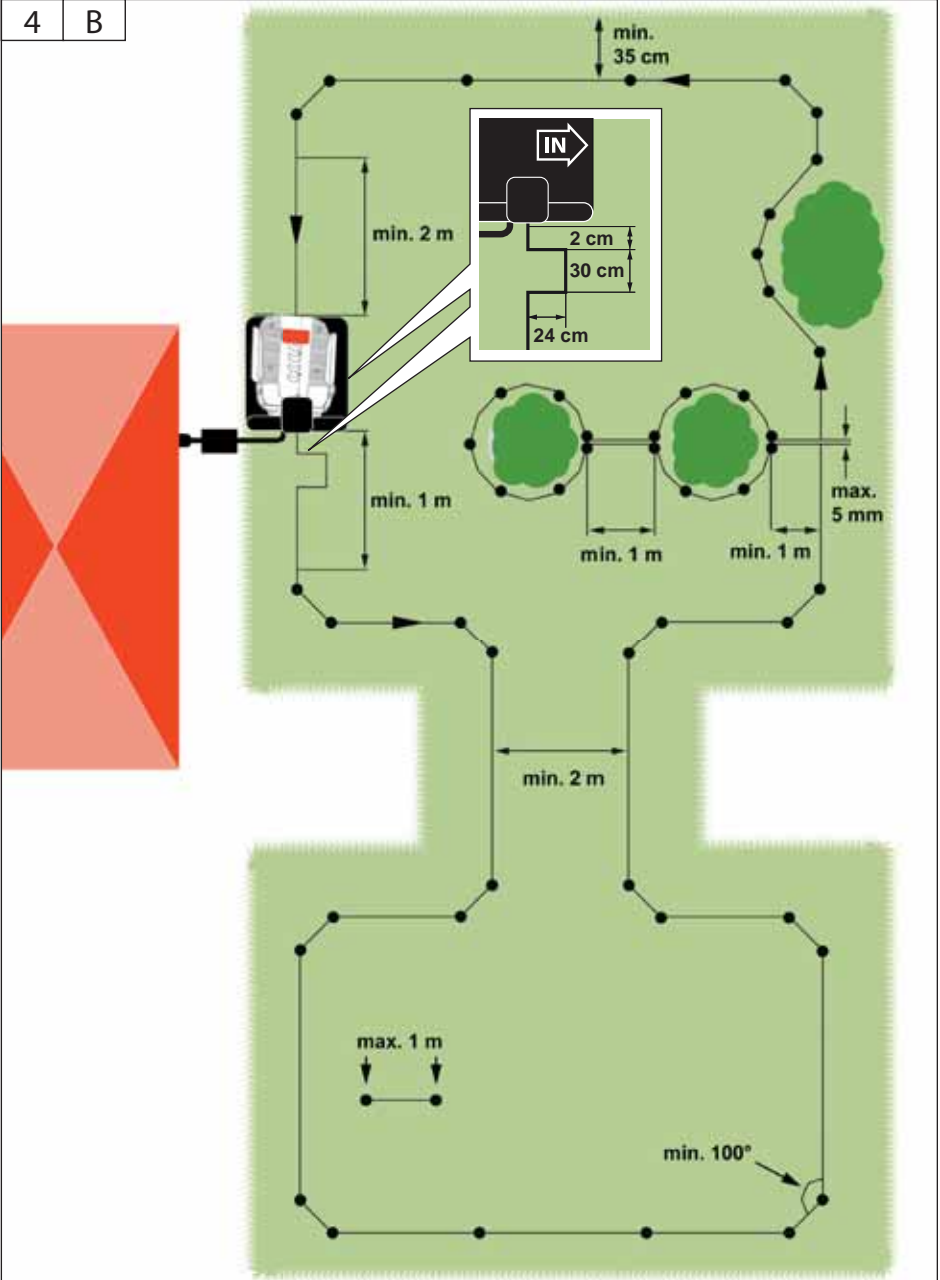 4 B
min.
35 cm
IN
min. 2 m
2 cm
30 cm
24 cm
min. 1 m
max.
5 mm
min. 1 m
min. 1 m
min. 2 m
max. 1 m
min. 100°